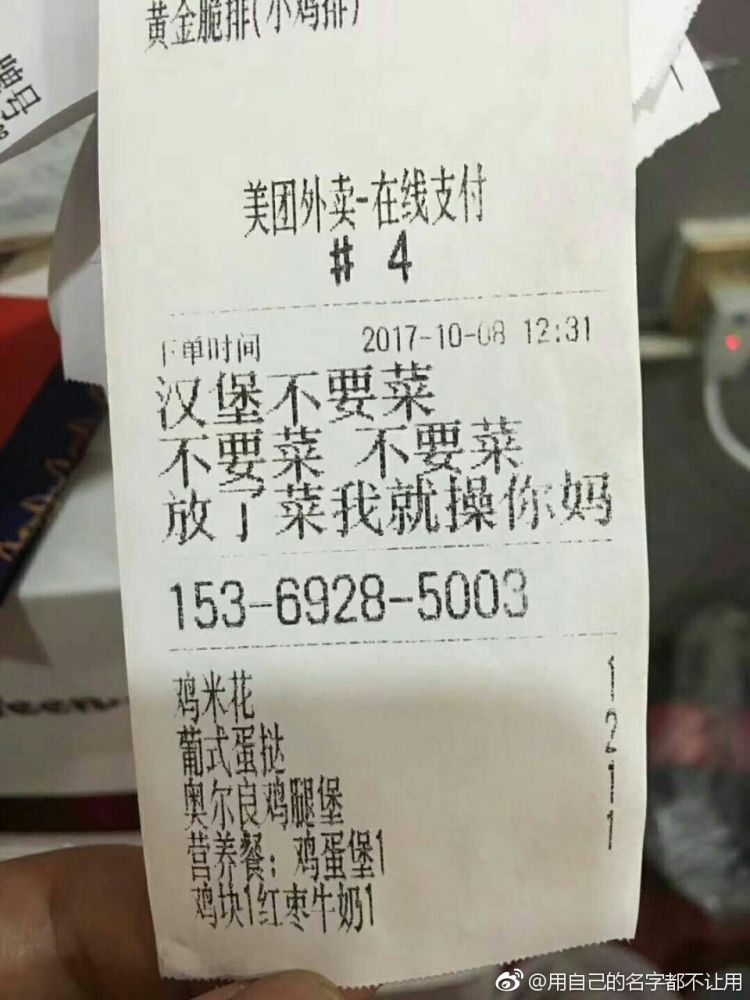 黄金脆排(小鸡排)
牌号
美团外卖-在线支付
# 4
下单时间 2017-10-08 12:31
汉堡不要菜
不要菜 不要菜
放了菜我就操你妈
153-6928-5003
鸡米花 1
葡式蛋挞 2
奥尔良鸡腿堡 1
营养餐：鸡蛋堡1 1
鸡块1红枣牛奶1
@用自己的名字都不让用